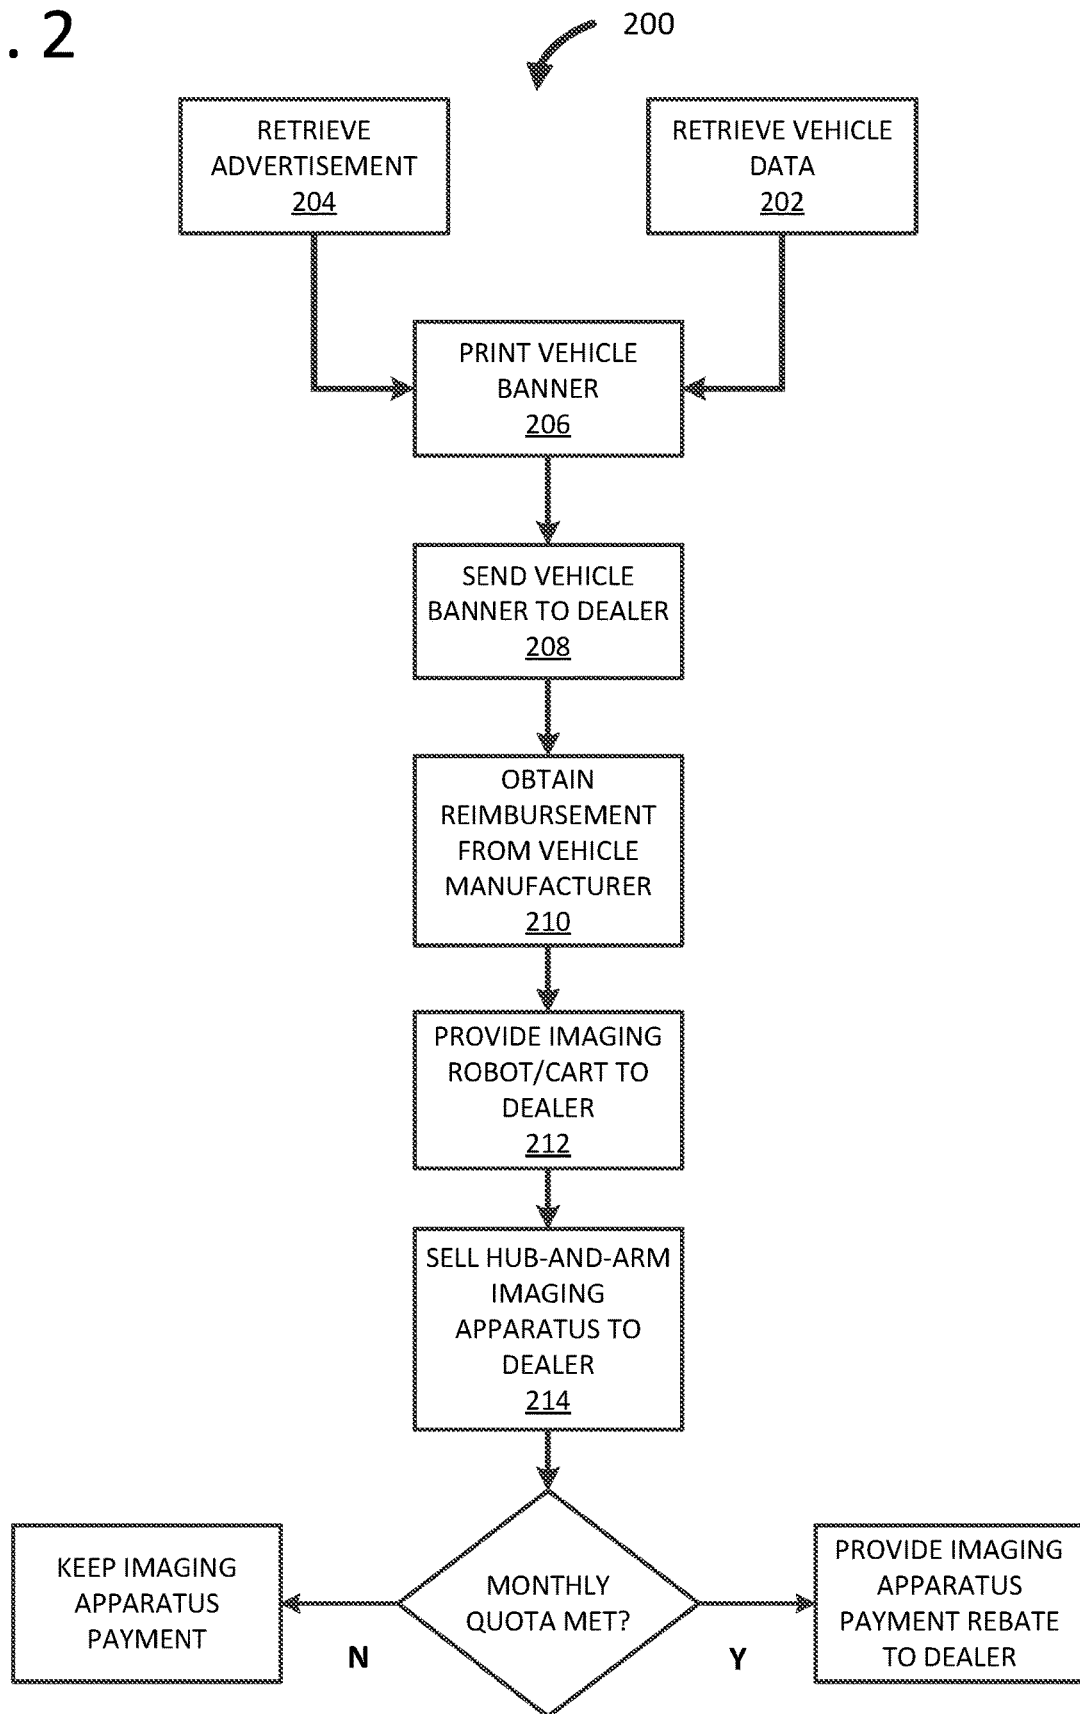 . 2
200
RETRIEVE
ADVERTISEMENT
204
RETRIEVE VEHICLE
DATA
202
PRINT VEHICLE
BANNER
206
SEND VEHICLE
BANNER TO DEALER
208
OBTAIN
REIMBURSEMENT
FROM VEHICLE
MANUFACTURER
210
PROVIDE IMAGING
ROBOT/CART TO
DEALER
212
SELL HUB-AND-ARM
IMAGING
APPARATUS TO
DEALER
214
MONTHLY
QUOTA MET?
N
Y
KEEP IMAGING
APPARATUS
PAYMENT
PROVIDE IMAGING
APPARATUS
PAYMENT REBATE
TO DEALER